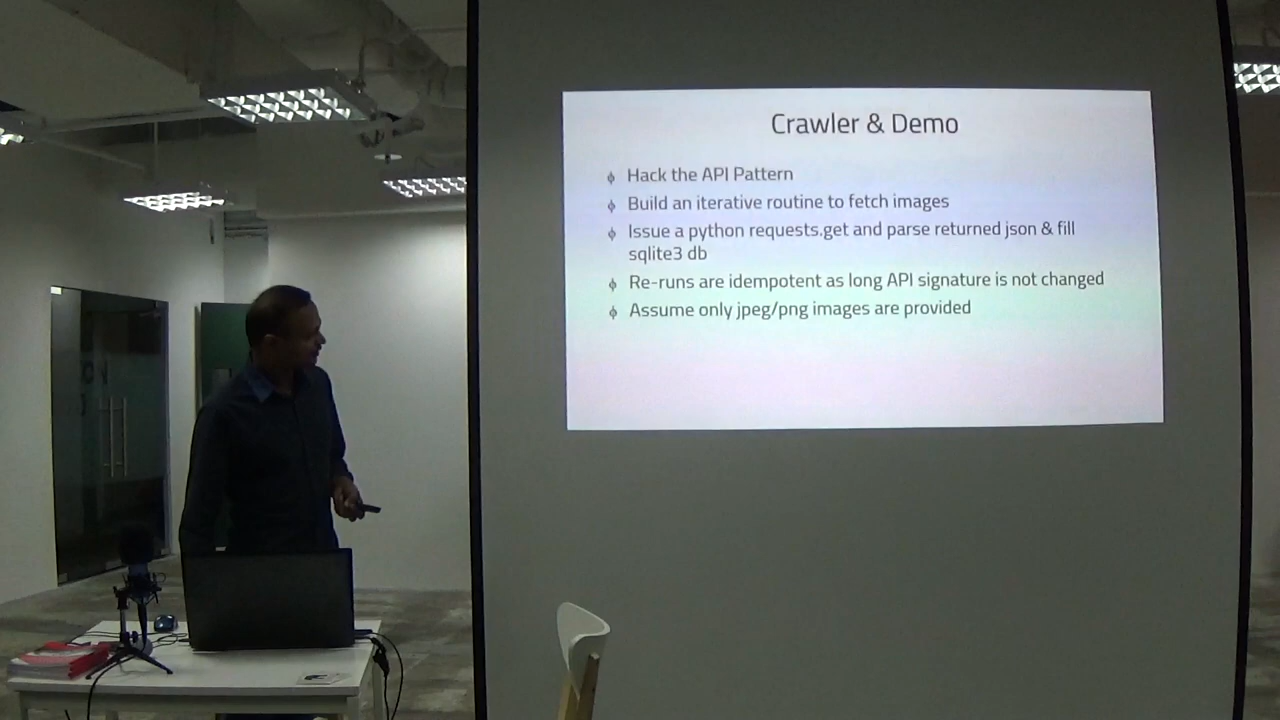 Crawler & Demo
Hack the API Pattern
Build an iterative routine to fetch images
Issue a python requests.get and parse returned json & fill
sqlite3 db
Re-runs are idempotent as long API signature is not changed
Assume only jpeg/png images are provided